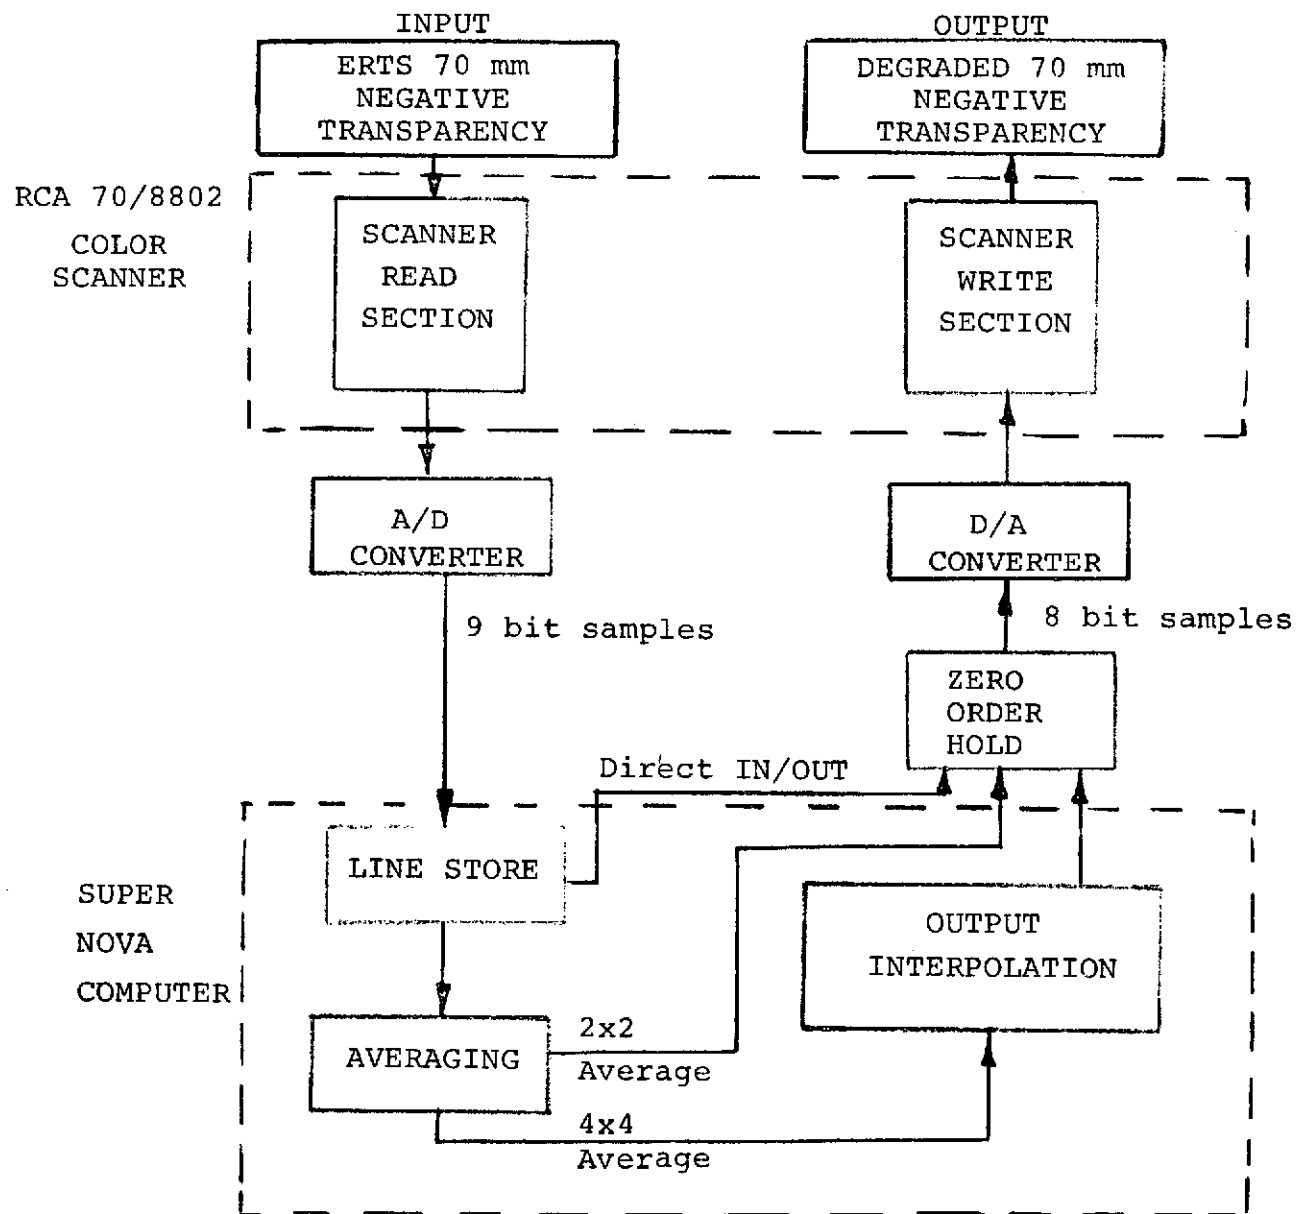 INPUT
ERTS 70 mm
NEGATIVE
TRANSPARENCY
OUTPUT
DEGRADED 70 mm
NEGATIVE
TRANSPARENCY
RCA 70/8802
COLOR
SCANNER
SCANNER
READ
SECTION
SCANNER
WRITE
SECTION
A/D
CONVERTER
D/A
CONVERTER
9 bit samples
8 bit samples
ZERO
ORDER
HOLD
Direct IN/OUT
LINE STORE
SUPER
NOVA
COMPUTER
OUTPUT
INTERPOLATION
AVERAGING
2x2
Average
4x4
Average